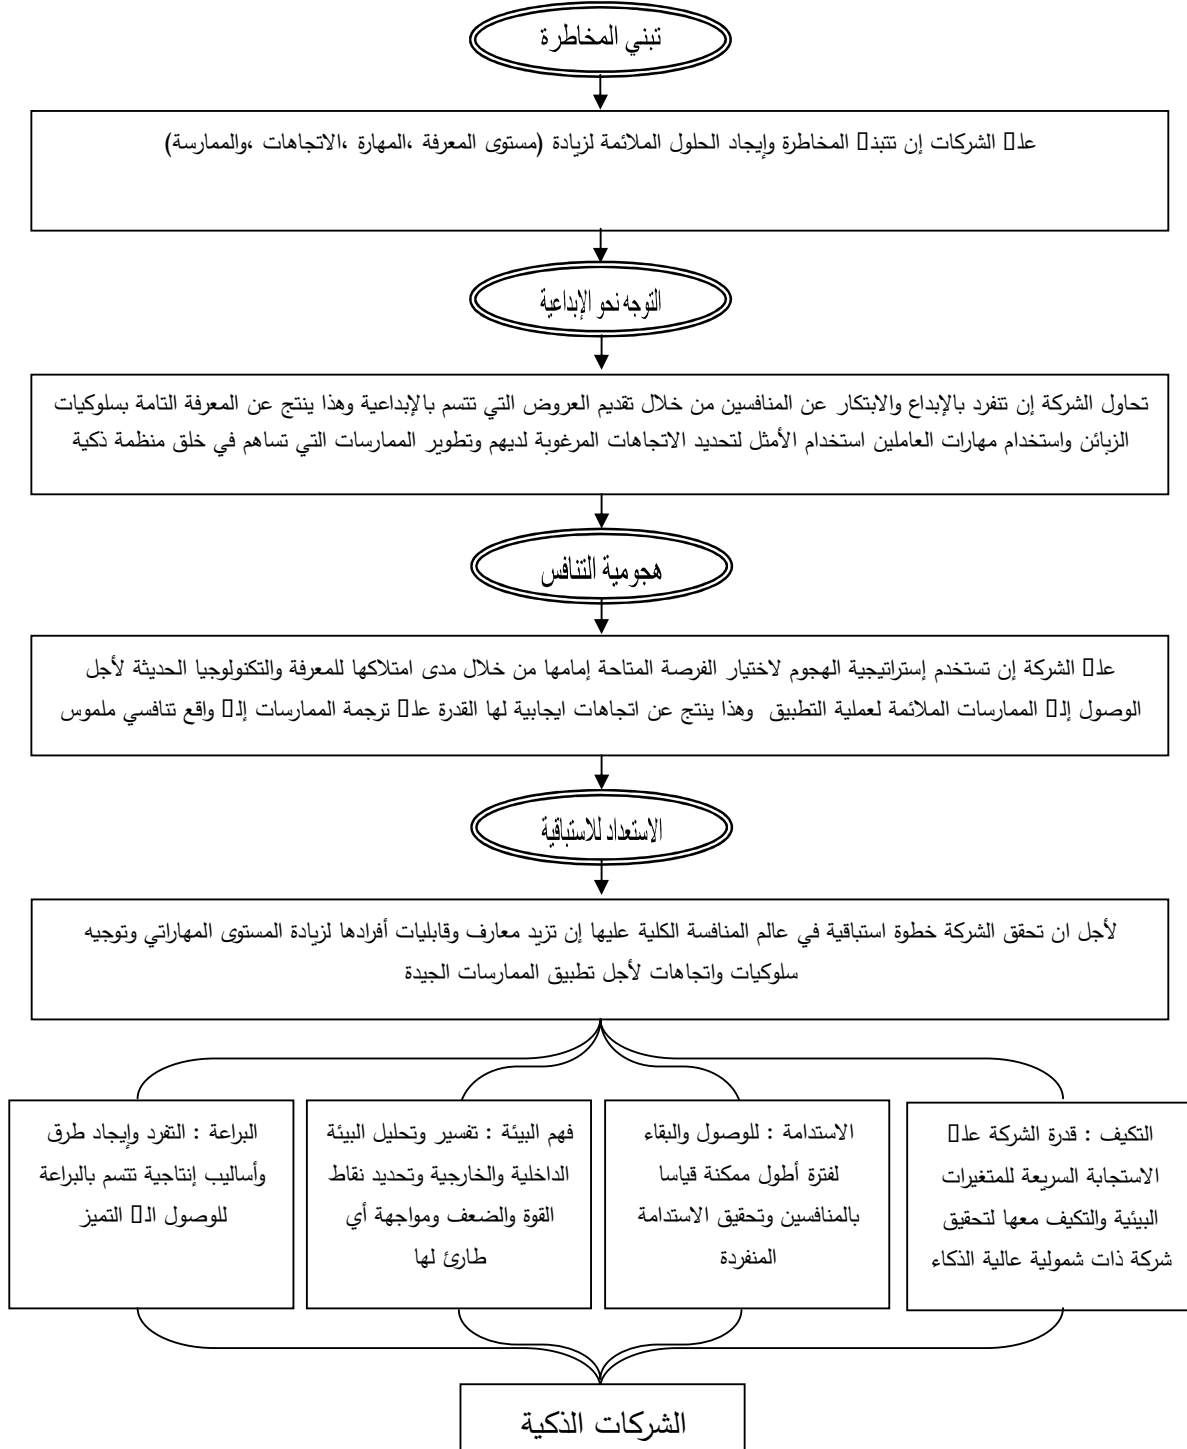 تبني المخاطرة
عل□ الشركات إن تتبن□ المخاطرة وإيجاد الحلول الملائمة لزيادة (مستوى المعرفة ،المهارة ،الاتجاهات ،والممارسة)
التوجه نحو الإبداعية
تحاول الشركة إن تتفرد بالإبداع والابتكار عن المنافسين من خلال تقديم العروض التي تتسم بالإبداعية وهذا ينتج عن المعرفة التامة بسلوكيات
الزبائن واستخدام مهارات العاملين استخدام الأمثل لتحديد الاتجاهات المرغوبة لديهم وتطوير الممارسات التي تساهم في خلق منظمة ذكية
هجومية التنافس
عل□ الشركة إن تستخدم إستراتيجية الهجوم لاختيار الفرصة المتاحة إمامها من خلال مدى امتلاكها للمعرفة والتكنولوجيا الحديثة لأجل
الوصول إل□ الممارسات الملائمة لعملية التطبيق وهذا ينتج عن اتجاهات ايجابية لها القدرة عل□ ترجمة الممارسات إل□ واقع تنافسي ملموس
الاستعداد للاستباقية
لأجل ان تحقق الشركة خطوة استباقية في عالم المنافسة الكلية عليها إن تزيد معارف وقابليات أفرادها لزيادة المستوى المهاراتي وتوجيه
سلوكيات واتجاهات لأجل تطبيق الممارسات الجيدة
التكيف : قدرة الشركة عل□
الاستجابة السريعة للمتغيرات
البيئية والتكيف معها لتحقيق
شركة ذات شمولية عالية الذكاء
الاستدامة : للوصول والبقاء
لفترة أطول ممكنة قياسا
بالمنافسين وتحقيق الاستدامة
المنفردة
فهم البيئة : تفسير وتحليل البيئة
الداخلية والخارجية وتحديد نقاط
القوة والضعف ومواجهة أي
طارئ لها
البراعة : التفرد وإيجاد طرق
وأساليب إنتاجية تتسم بالبراعة
للوصول ال□ التميز
الشركات الذكية